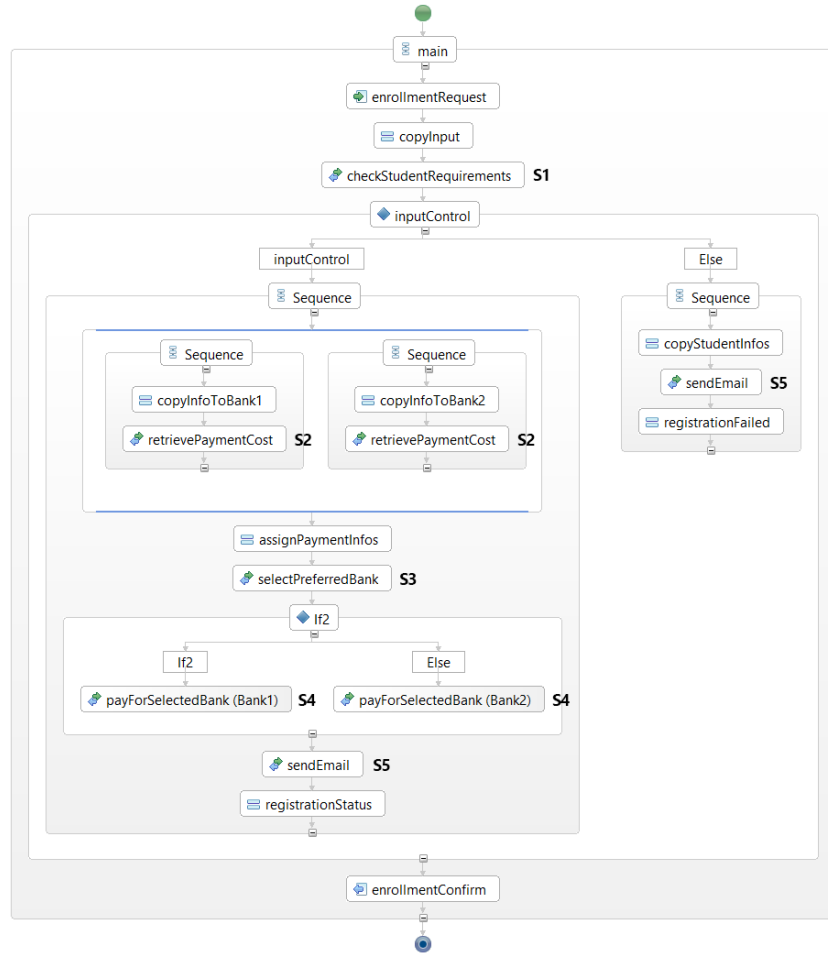 main
enrollmentRequest
copyInput
checkStudentRequirements S1
inputControl
inputControl
Else
Sequence
Sequence
copyStudentInfos
sendEmail S5
registrationFailed
Sequence
copyInfoToBank1
retrievePaymentCost S2
Sequence
copyInfoToBank2
retrievePaymentCost S2
assignPaymentInfos
selectPreferredBank S3
If2
If2
Else
payForSelectedBank (Bank1) S4
payForSelectedBank (Bank2) S4
sendEmail S5
registrationStatus
enrollmentConfirm